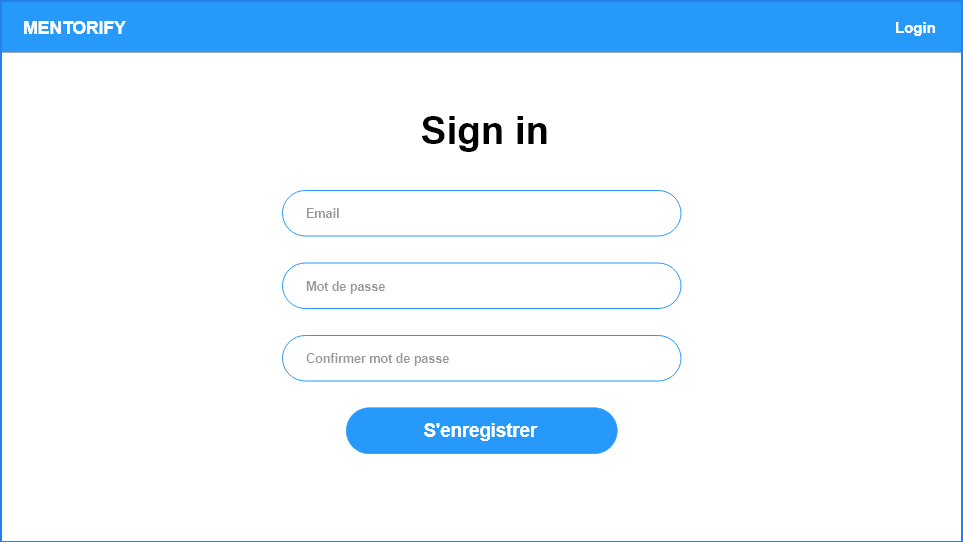 MENTORIFY
Login
Sign in
Email
Mot de passe
Confirmer mot de passe
S'enregistrer